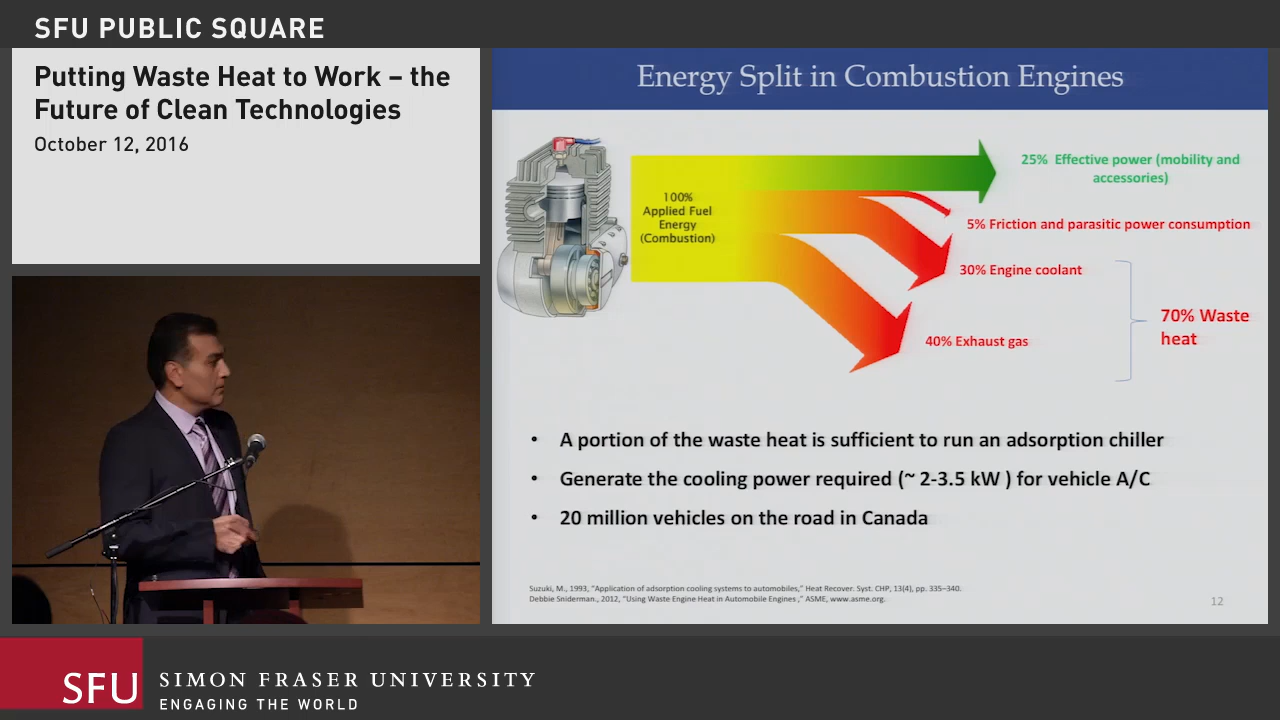 SFU PUBLIC SQUARE
Putting Waste Heat to Work – the
Future of Clean Technologies
October 12, 2016
Energy Split in Combustion Engines
100%
Applied Fuel
Energy
(Combustion)
25% Effective power (mobility and
accessories)
5% Friction and parasitic power consumption
30% Engine coolant
40% Exhaust gas
70% Waste
heat
• A portion of the waste heat is sufficient to run an adsorption chiller
• Generate the cooling power required (~ 2-3.5 kW ) for vehicle A/C
• 20 million vehicles on the road in Canada
Suzuki, M., 1993, "Application of adsorption cooling systems to automobiles," Heat Recover. Syst. CHP, 13(4), pp. 335–340.
Debbie Sniderman., 2012, "Using Waste Engine Heat in Automobile Engines ," ASME, www.asme.org.
12
SFU
SIMON FRASER UNIVERSITY
ENGAGING THE WORLD